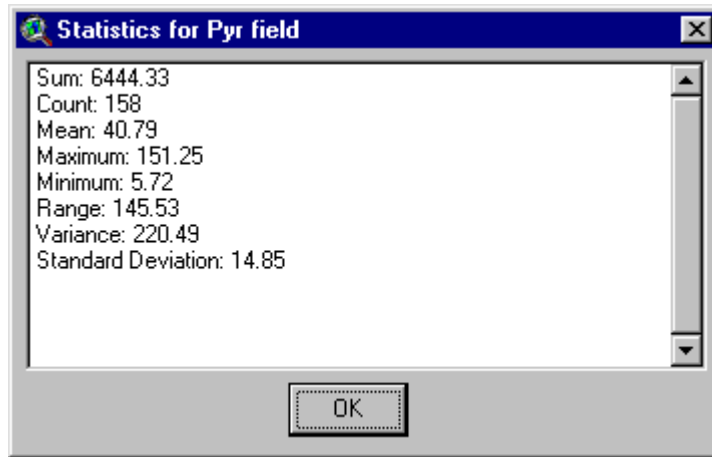 Statistics for Pyr field
Sum: 6444.33
Count: 158
Mean: 40.79
Maximum: 151.25
Minimum: 5.72
Range: 145.53
Variance: 220.49
Standard Deviation: 14.85
OK